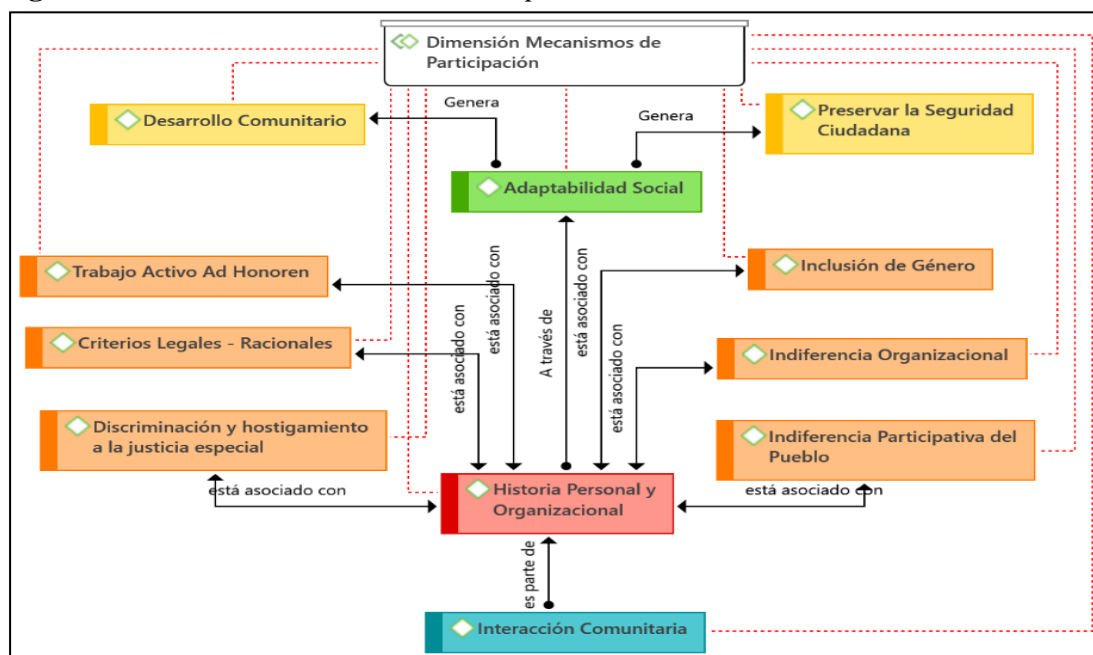 Dimensión Mecanismos de
Participación
Genera
Desarrollo Comunitario
Genera
Preservar la Seguridad
Ciudadana
Adaptabilidad Social
Trabajo Activo Ad Honoren
Inclusión de Género
está asociado con
está asociado con
A través de
está asociado con
está asociado con
Criterios Legales - Racionales
Indiferencia Organizacional
Discriminación y hostigamiento
a la justicia especial
Indiferencia Participativa del
Pueblo
está asociado con
Historia Personal y
Organizacional
está asociado con
es parte de
Interacción Comunitaria